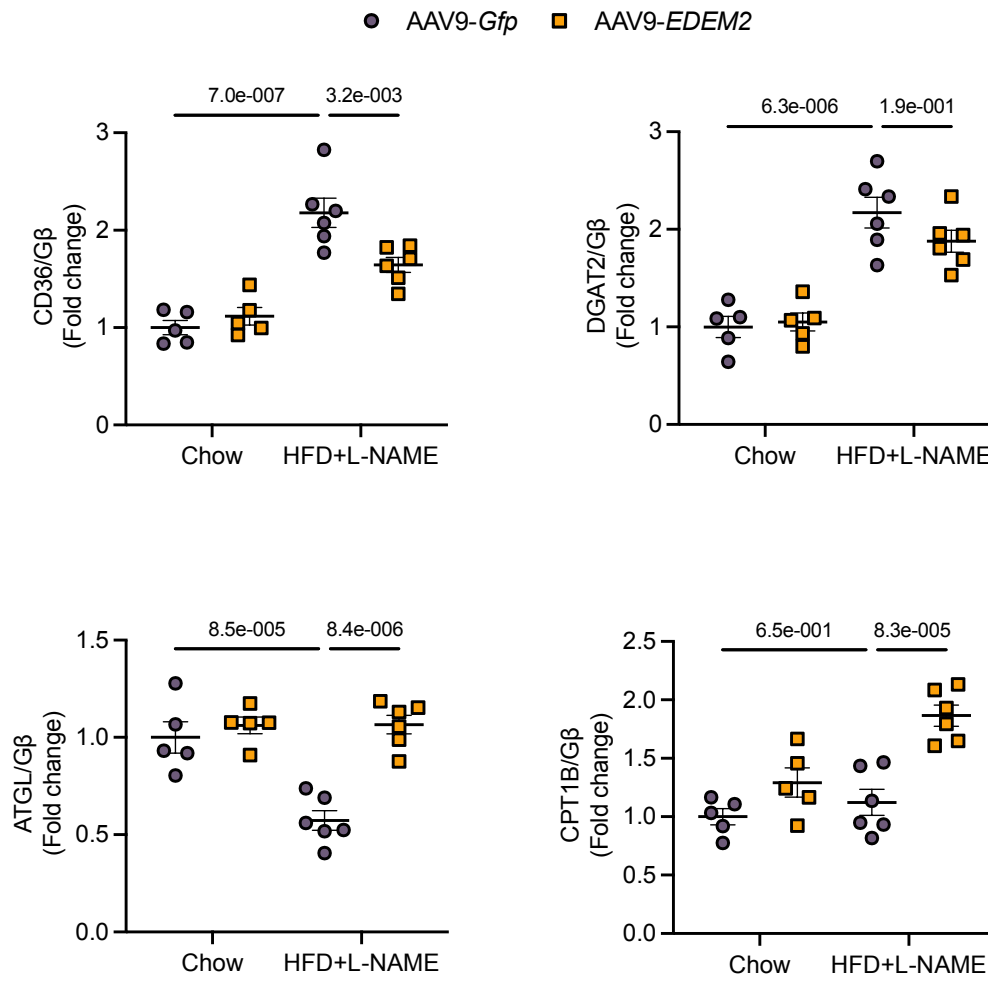 AAV9-Gfp AAV9-EDEM2
7.0e-007 3.2e-003
CD36/Gβ
(Fold change)
3
2
1
0
Chow HFD+L-NAME
6.3e-006 1.9e-001
DGAT2/Gβ
(Fold change)
3
2
1
0
Chow HFD+L-NAME
8.5e-005 8.4e-006
ATGL/Gβ
(Fold change)
1.5
1.0
0.5
0.0
Chow HFD+L-NAME
6.5e-001 8.3e-005
CPT1B/Gβ
(Fold change)
2.5
2.0
1.5
1.0
0.5
0.0
Chow HFD+L-NAME